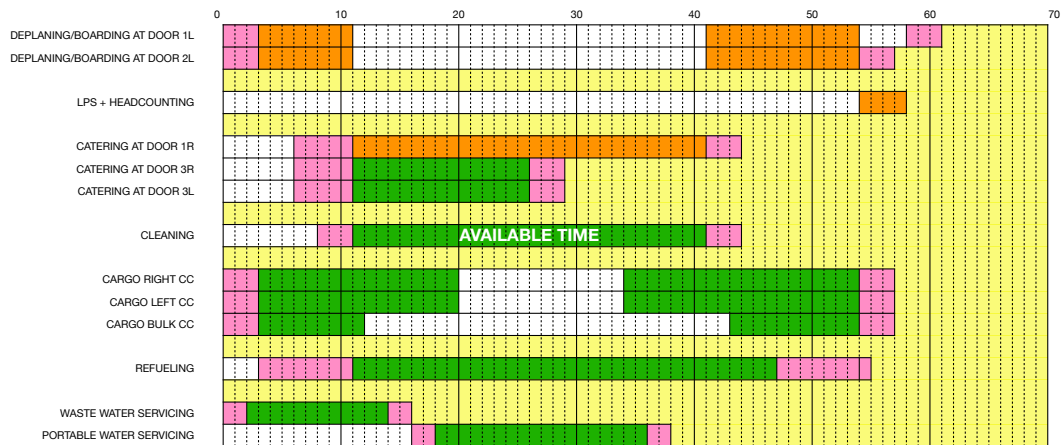 0 10 20 30 40 50 60 70
DEPLANING/BOARDING AT DOOR 1L
DEPLANING/BOARDING AT DOOR 2L
LPS + HEADCOUNTING
CATERING AT DOOR 1R
CATERING AT DOOR 3R
CATERING AT DOOR 3L
CLEANING
AVAILABLE TIME
CARGO RIGHT CC
CARGO LEFT CC
CARGO BULK CC
REFUELING
WASTE WATER SERVICING
PORTABLE WATER SERVICING